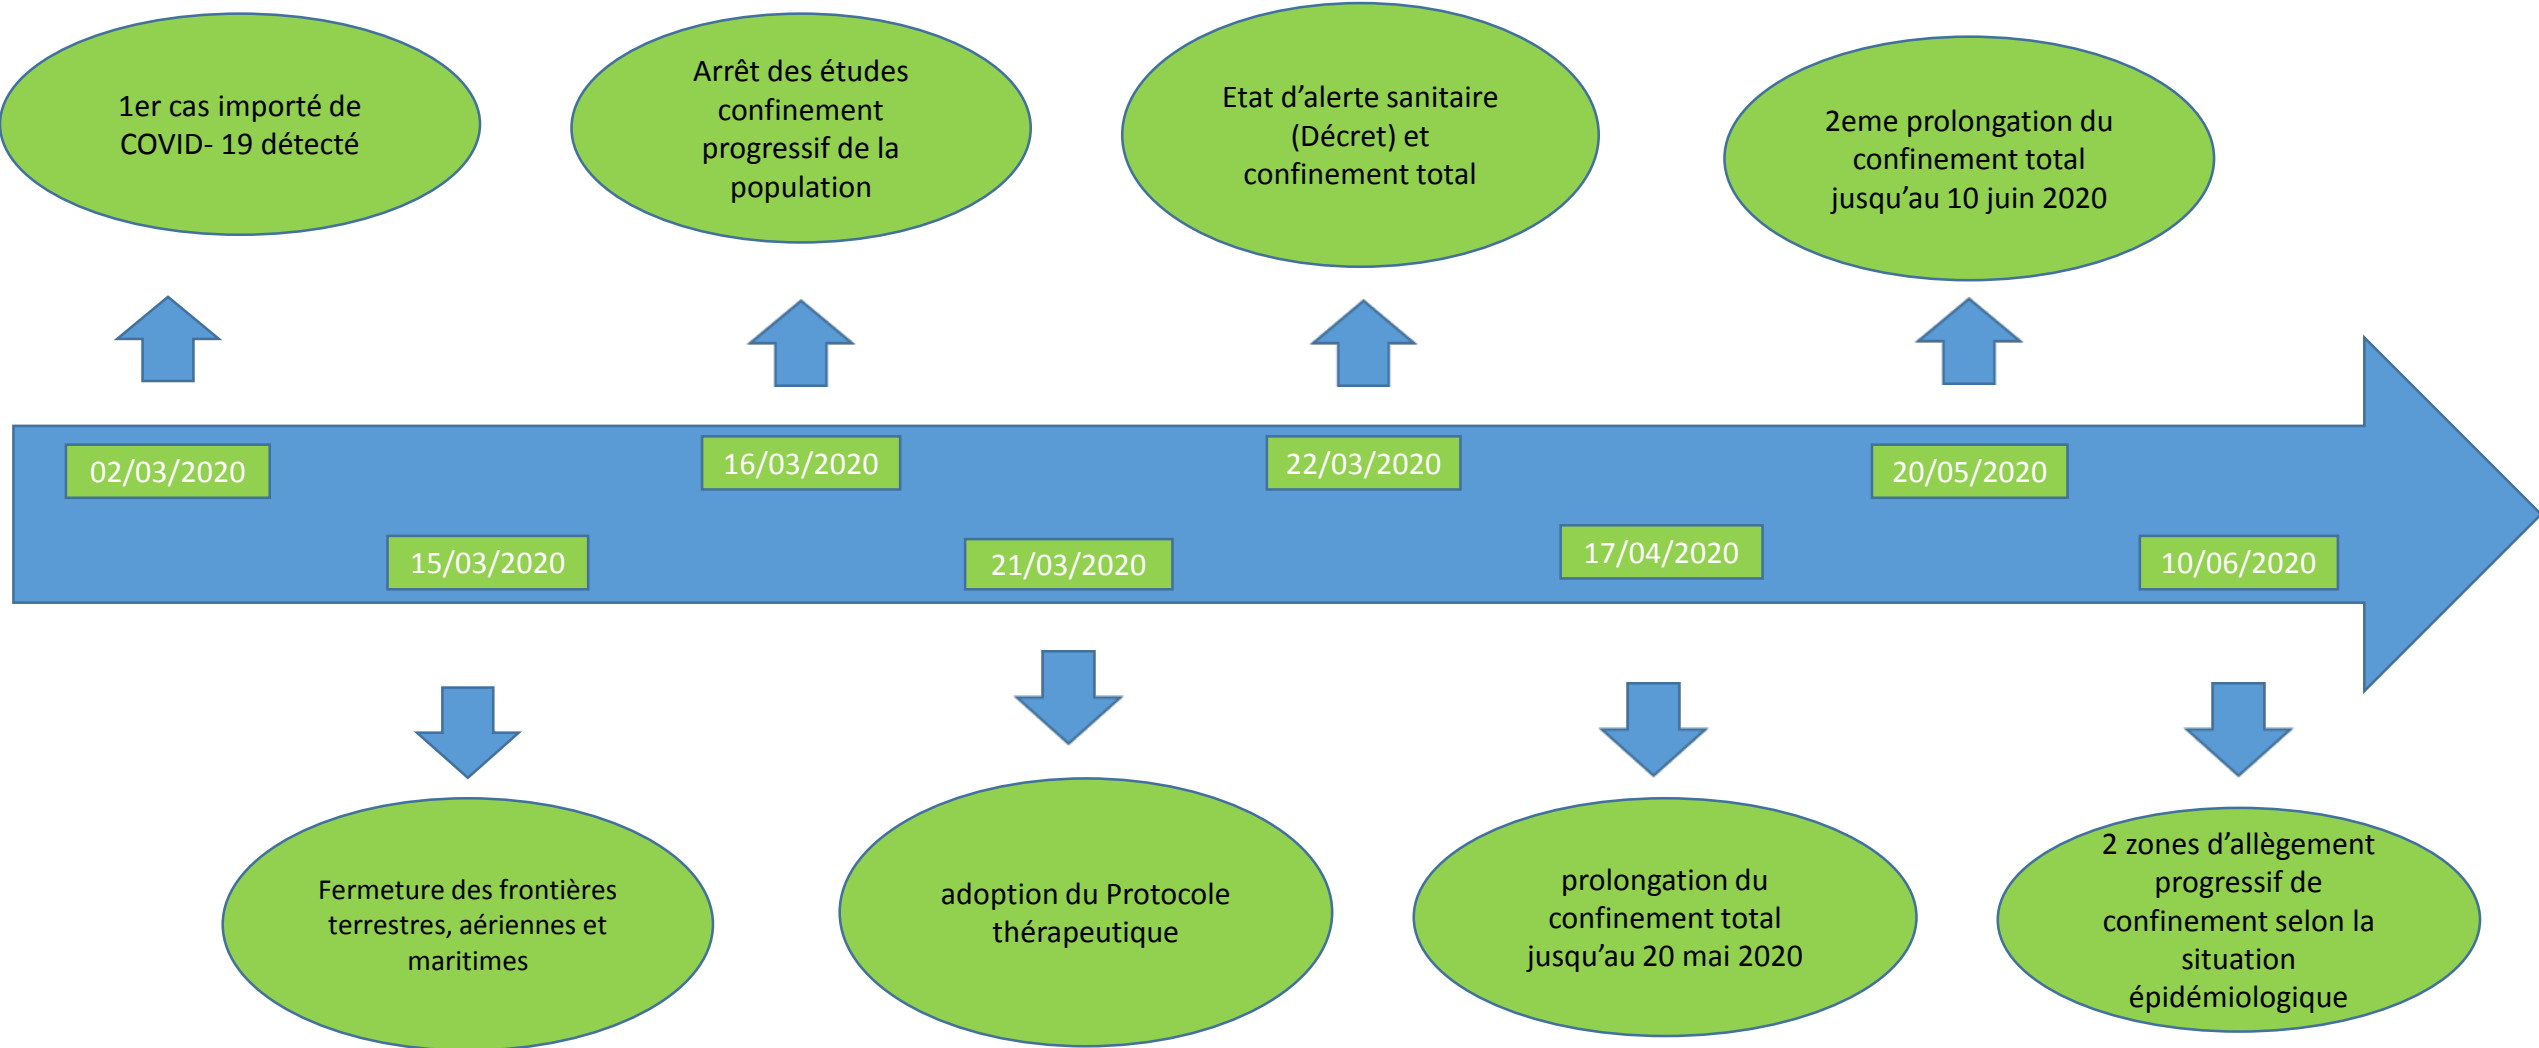 1er cas importé de
COVID- 19 détecté
Arrêt des études
confinement
progressif de la
population
Etat d’alerte sanitaire
(Décret) et
confinement total
2eme prolongation du
confinement total
jusqu’au 10 juin 2020
02/03/2020
16/03/2020
22/03/2020
20/05/2020
15/03/2020
21/03/2020
17/04/2020
10/06/2020
Fermeture des frontières
terrestres, aériennes et
maritimes
adoption du Protocole
thérapeutique
prolongation du
confinement total
jusqu’au 20 mai 2020
2 zones d’allègement
progressif de
confinement selon la
situation
épidémiologique